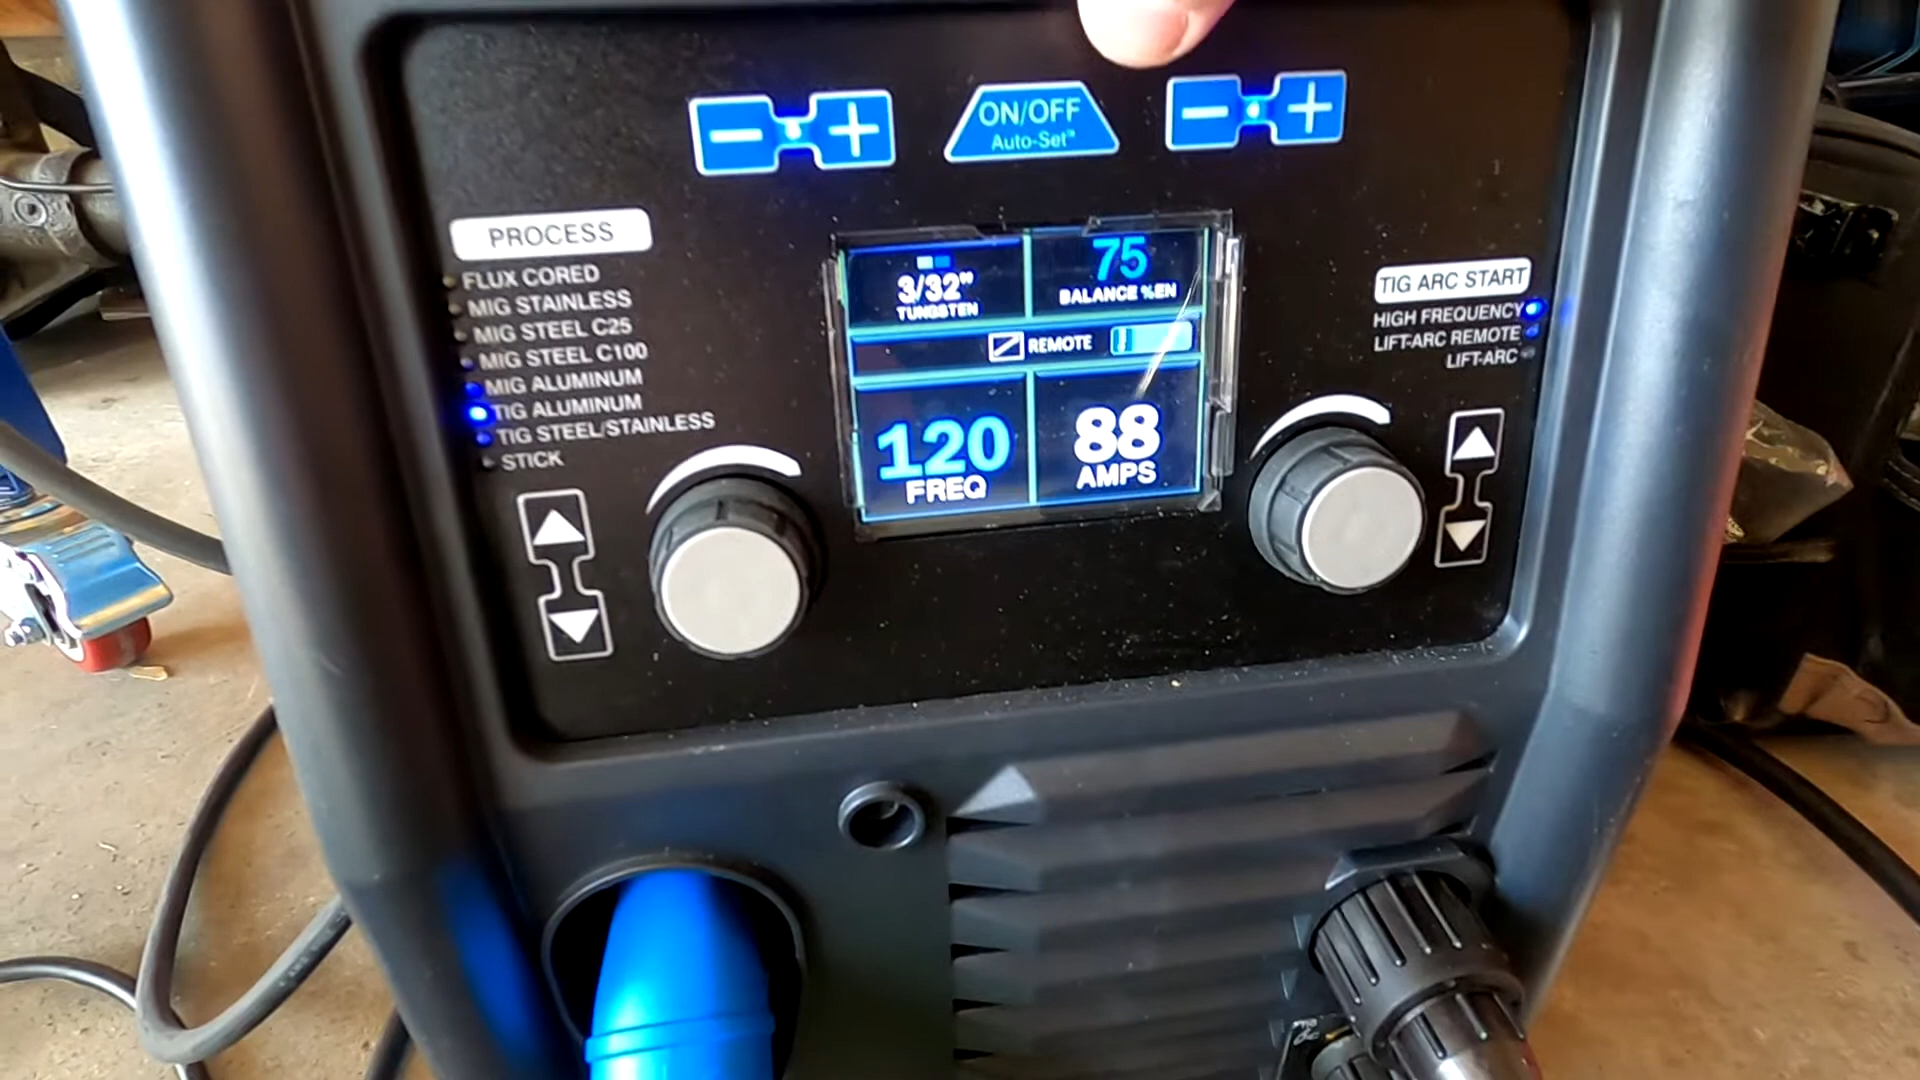 ON/OFF
Auto-Set™
PROCESS
FLUX CORED
MIG STAINLESS
MIG STEEL C25
MIG STEEL C100
MIG ALUMINUM
TIG ALUMINUM
TIG STEEL/STAINLESS
STICK
3/32"
TUNGSTEN
75
BALANCE %EN
REMOTE
120
FREQ
88
AMPS
TIG ARC START
HIGH FREQUENCY
LIFT-ARC REMOTE
LIFT-ARC